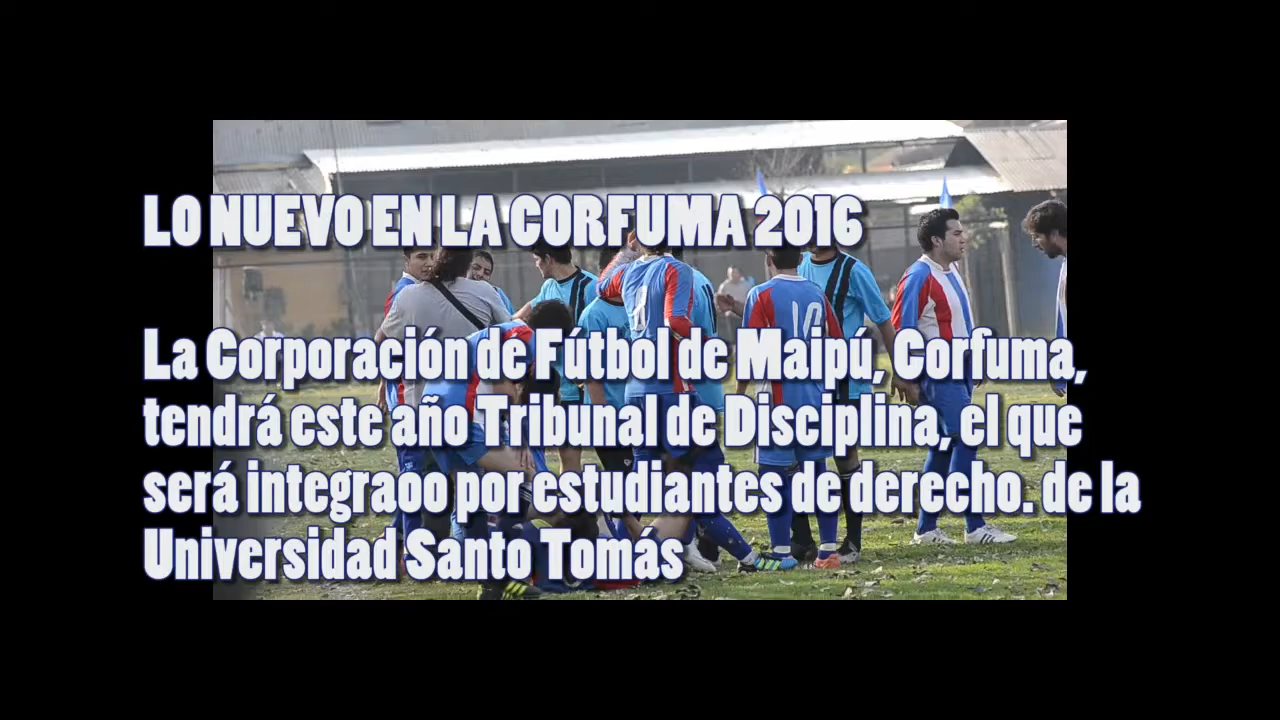 LO NUEVO EN LA CORFUMA 2016
La Corporación de Fútbol de Maipú, Corfuma,
tendrá este año Tribunal de Disciplina, el que
será integraoo por estudiantes de derecho. de la
Universidad Santo Tomás
10